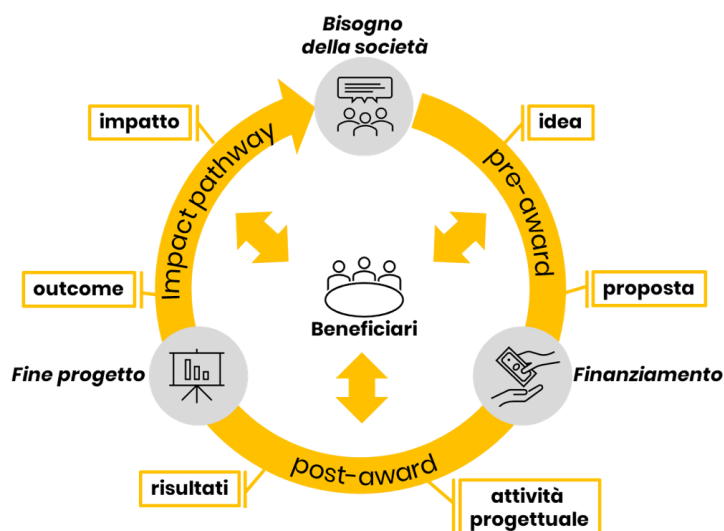 Bisogno
della società
impatto
idea
Impact pathway
pre-award
outcome
proposta
Beneficiari
Fine progetto
Finanziamento
post-award
risultati
attività
progettuale